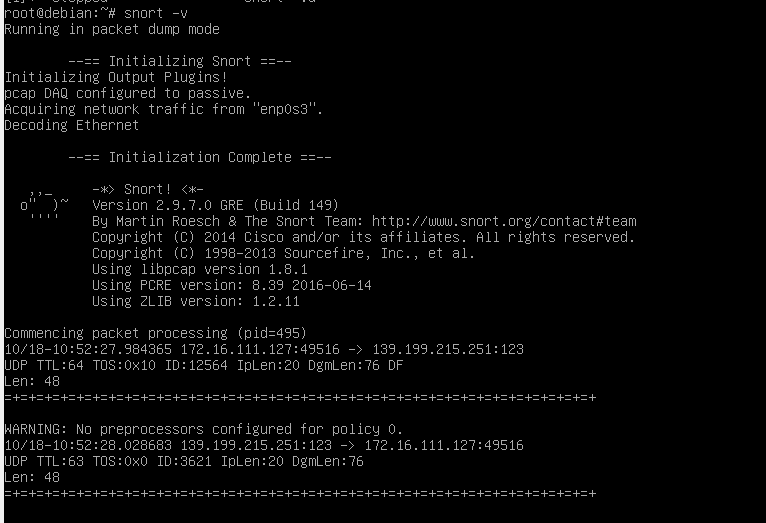 root@debian:~# snort -v
Running in packet dump mode
--== Initializing Snort ==--
Initializing Output Plugins!
pcap DAQ configured to passive.
Acquiring network traffic from "enp0s3".
Decoding Ethernet
--== Initialization Complete ==--
,,_ -*> Snort! <*-
o" )~ Version 2.9.7.0 GRE (Build 149)
'''' By Martin Roesch & The Snort Team: http://www.snort.org/contact#team
Copyright (C) 2014 Cisco and/or its affiliates. All rights reserved.
Copyright (C) 1998-2013 Sourcefire, Inc., et al.
Using libpcap version 1.8.1
Using PCRE version: 8.39 2016-06-14
Using ZLIB version: 1.2.11
Commencing packet processing (pid=495)
10/18-10:52:27.984365 172.16.111.127:49516 -> 139.199.215.251:123
UDP TTL:64 TOS:0x10 ID:12564 IpLen:20 DgmLen:76 DF
Len: 48
=+=+=+=+=+=+=+=+=+=+=+=+=+=+=+=+=+=+=+=+=+=+=+=+=+=+=+=+=+=+=+=+=+=+=+=+=+
WARNING: No preprocessors configured for policy 0.
10/18-10:52:28.028683 139.199.215.251:123 -> 172.16.111.127:49516
UDP TTL:63 TOS:0x0 ID:3621 IpLen:20 DgmLen:76
Len: 48
=+=+=+=+=+=+=+=+=+=+=+=+=+=+=+=+=+=+=+=+=+=+=+=+=+=+=+=+=+=+=+=+=+=+=+=+=+